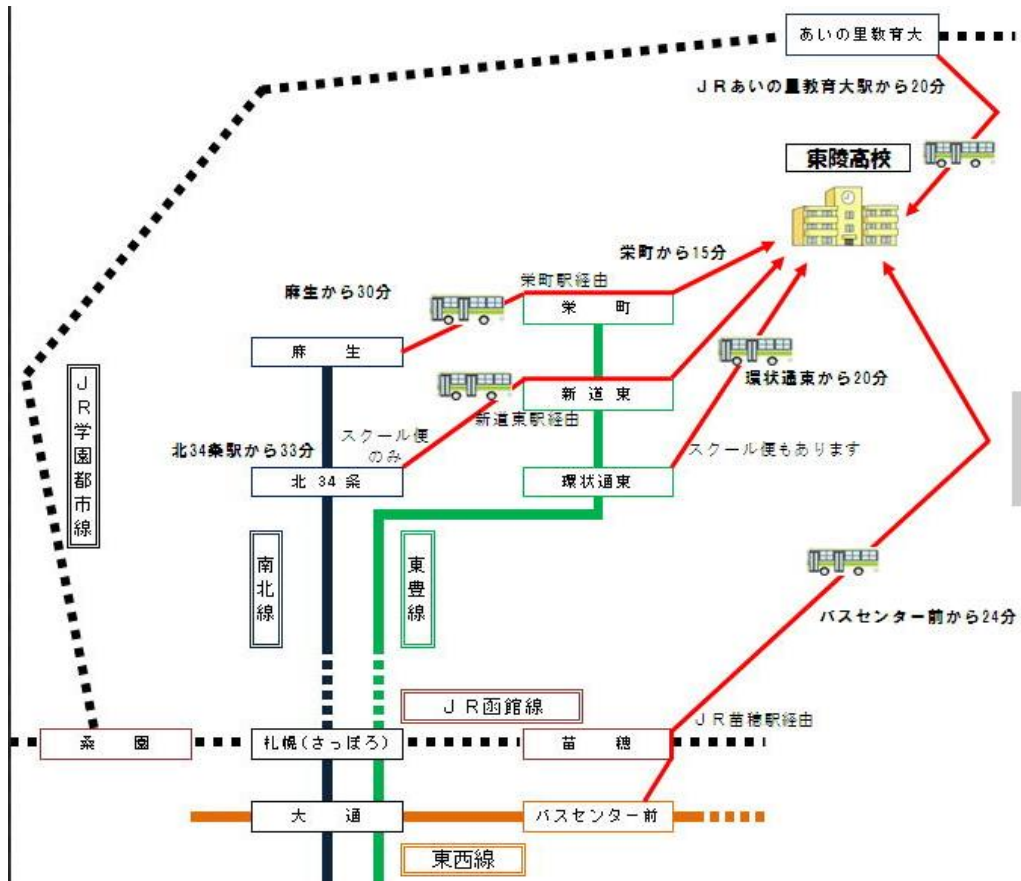 あいの里教育大
JRあいの里教育大駅から20分
東陵高校
栄町から15分
栄町駅経由
麻生から30分
栄町
麻生
環状通東から20分
新道東
新道東駅経由
JR学園都市線
北34条駅から33分
スクール便
のみ
スクール便もあります
北34条
環状通東
南北線
東豊線
バスセンター前から24分
JR函館線
JR苗穂駅経由
桑園
札幌(さっぽろ)
苗穂
大通
バスセンター前
東西線